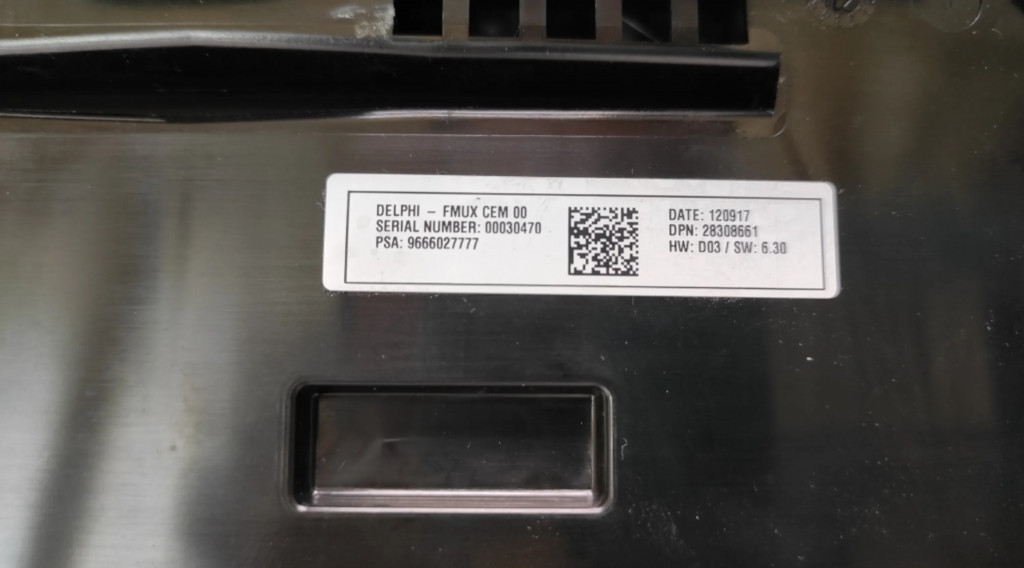 DELPHI – FMUX CEM 00
SERIAL NUMBER: 00030470
PSA: 9666027777
DATE: 120917
DPN: 28308661
HW: D03 / SW: 6.30